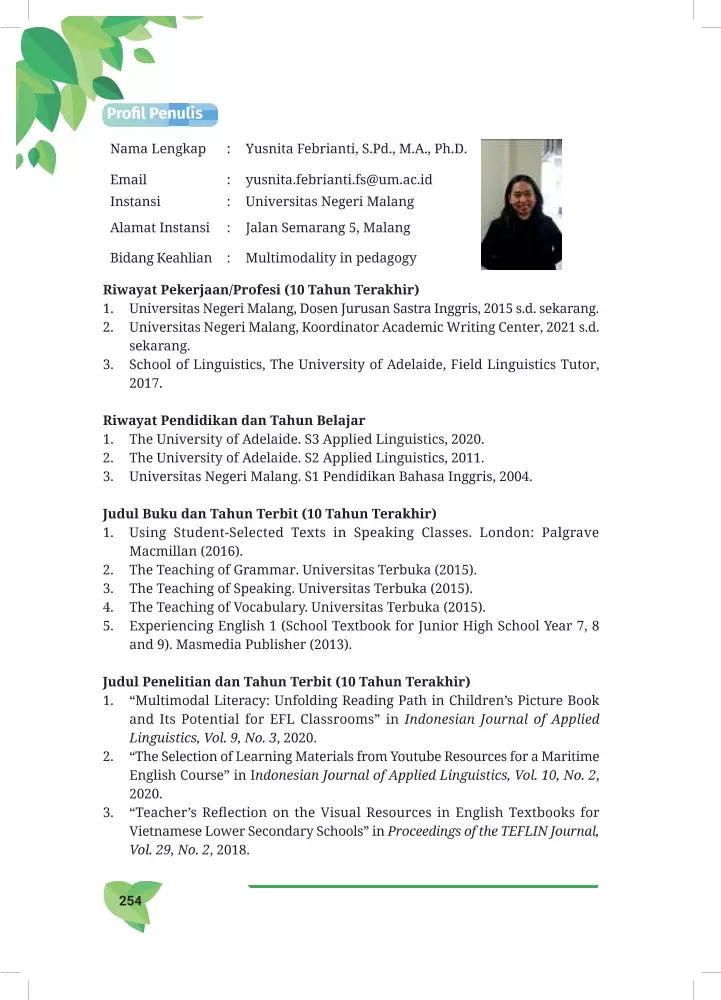 Profil Penulis
Nama Lengkap : Yusnita Febrianti, S.Pd., M.A., Ph.D.
Email : yusnita.febrianti.fs@um.ac.id
Instansi : Universitas Negeri Malang
Alamat Instansi : Jalan Semarang 5, Malang
Bidang Keahlian : Multimodality in pedagogy
Riwayat Pekerjaan/Profesi (10 Tahun Terakhir)
1. Universitas Negeri Malang, Dosen Jurusan Sastra Inggris, 2015 s.d. sekarang.
2. Universitas Negeri Malang, Koordinator Academic Writing Center, 2021 s.d.
sekarang.
3. School of Linguistics, The University of Adelaide, Field Linguistics Tutor,
2017.
Riwayat Pendidikan dan Tahun Belajar
1. The University of Adelaide. S3 Applied Linguistics, 2020.
2. The University of Adelaide. S2 Applied Linguistics, 2011.
3. Universitas Negeri Malang. S1 Pendidikan Bahasa Inggris, 2004.
Judul Buku dan Tahun Terbit (10 Tahun Terakhir)
1. Using Student-Selected Texts in Speaking Classes. London: Palgrave
Macmillan (2016).
2. The Teaching of Grammar. Universitas Terbuka (2015).
3. The Teaching of Speaking. Universitas Terbuka (2015).
4. The Teaching of Vocabulary. Universitas Terbuka (2015).
5. Experiencing English 1 (School Textbook for Junior High School Year 7, 8
and 9). Masmedia Publisher (2013).
Judul Penelitian dan Tahun Terbit (10 Tahun Terakhir)
1. “Multimodal Literacy: Unfolding Reading Path in Children’s Picture Book
and Its Potential for EFL Classrooms” in Indonesian Journal of Applied
Linguistics, Vol. 9, No. 3, 2020.
2. “The Selection of Learning Materials from Youtube Resources for a Maritime
English Course” in Indonesian Journal of Applied Linguistics, Vol. 10, No. 2,
2020.
3. “Teacher’s Reflection on the Visual Resources in English Textbooks for
Vietnamese Lower Secondary Schools” in Proceedings of the TEFLIN Journal,
Vol. 29, No. 2, 2018.
254